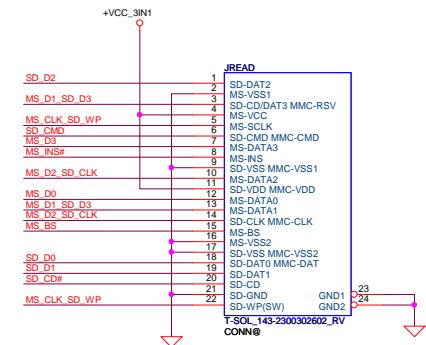 +VCC_3IN1
JREAD
SD_D2 1 SD-DAT2
2 MS-VSS1
MS_D1_SD_D3 3 SD-CD/DAT3 MMC-RSV
4 MS-VCC
MS_CLK_SD_WP 5 MS-SCLK
SD_CMD 6 SD-CMD MMC-CMD
MS_D3 7 MS-DATA3
MS_INS# 8 MS-INS
9 SD-VSS MMC-VSS1
MS_D2_SD_CLK 10 MS-DATA2
11 SD-VDD MMC-VDD
MS_D0 12 MS-DATA0
MS_D1_SD_D3 13 MS-DATA1
MS_D2_SD_CLK 14 SD-CLK MMC-CLK
MS_BS 15 MS-BS
16 MS-VSS2
17 SD-VSS MMC-VSS2
SD_D0 18 SD-DAT0 MMC-DAT
SD_D1 19 SD-DAT1
SD_CD# 20 SD-CD
21 SD-GND GND1 23
MS_CLK_SD_WP 22 SD-WP(SW) GND2 24
T-SOL_143-2300302602_RV
CONN@